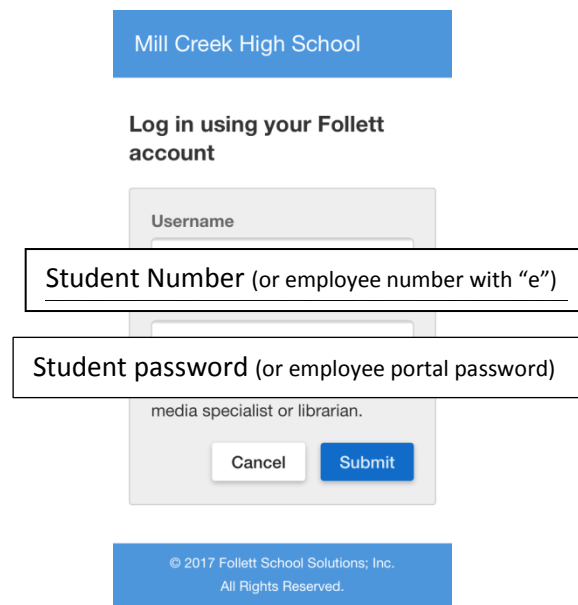 Mill Creek High School
Log in using your Follett
account
Username
Student Number (or employee number with “e”)
Student password (or employee portal password)
media specialist or librarian.
Cancel
Submit
© 2017 Follett School Solutions; Inc.
All Rights Reserved.